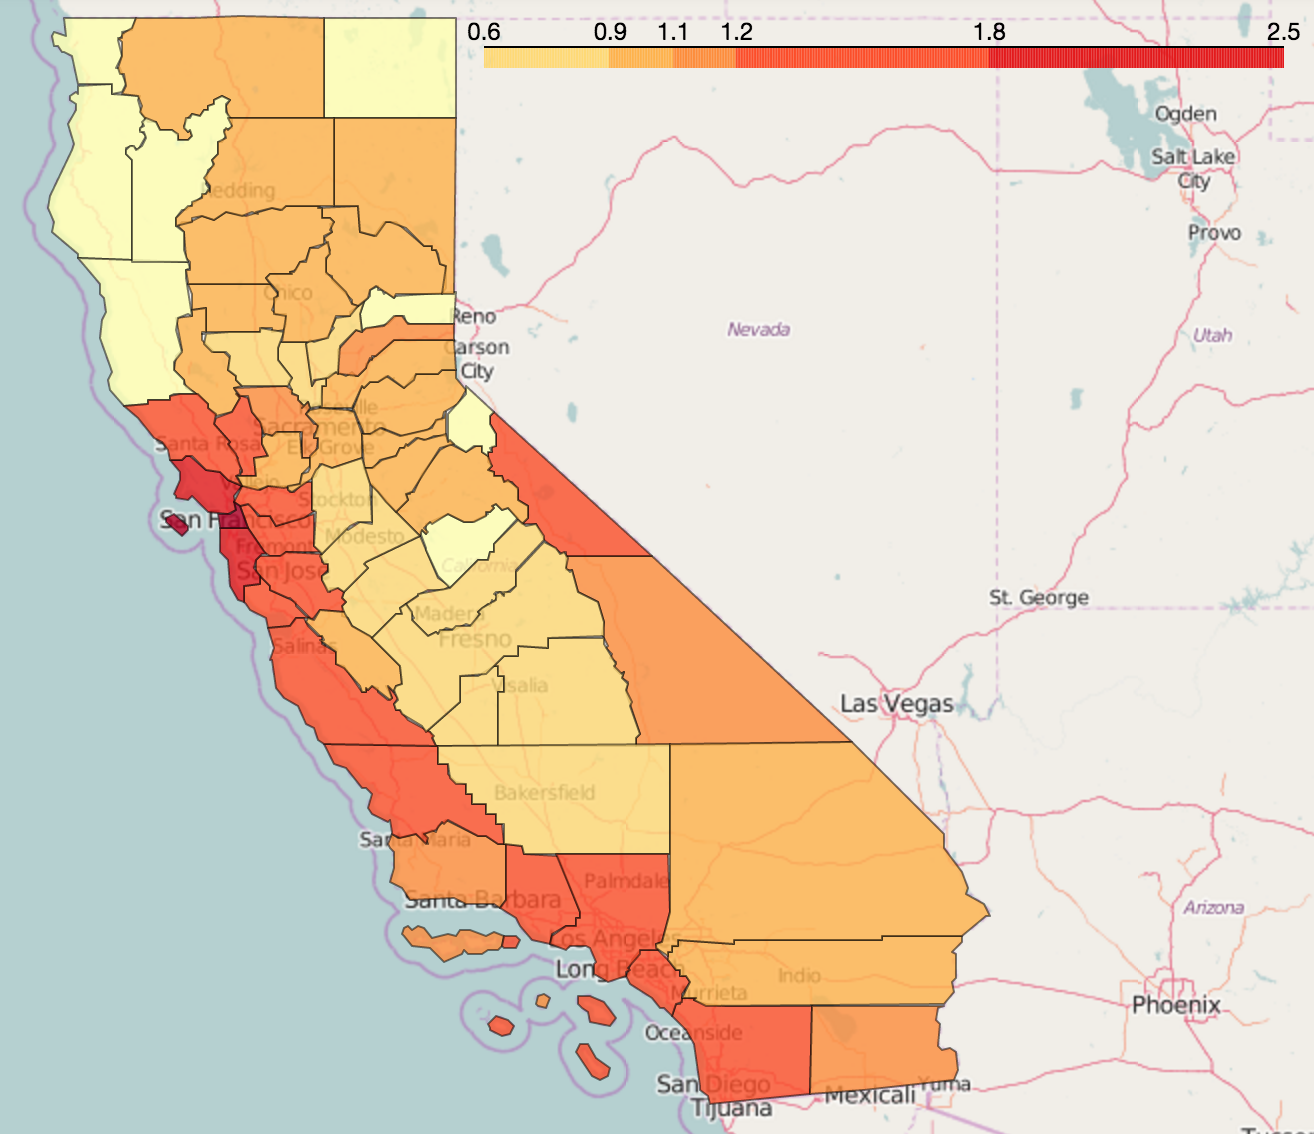 0.6 0.9 1.1 1.2 1.8 2.5
Ogden
Salt Lake
City
Provo
Redding
Chico
Reno
Nevada
Utah
Carson
City
Roseville
Sacramento
Santa Rosa
Elk Grove
Vallejo
Stockton
San Francisco
Modesto
Fremont
California
San Jose
St. George
Madera
Fresno
Salinas
Visalia
Las Vegas
Bakersfield
Santa Maria
Palmdale
Santa Barbara
Arizona
Los Angeles
Long Beach
Indio
Murrieta
Phoenix
Oceanside
San Diego
Yuma
Mexicali
Tijuana